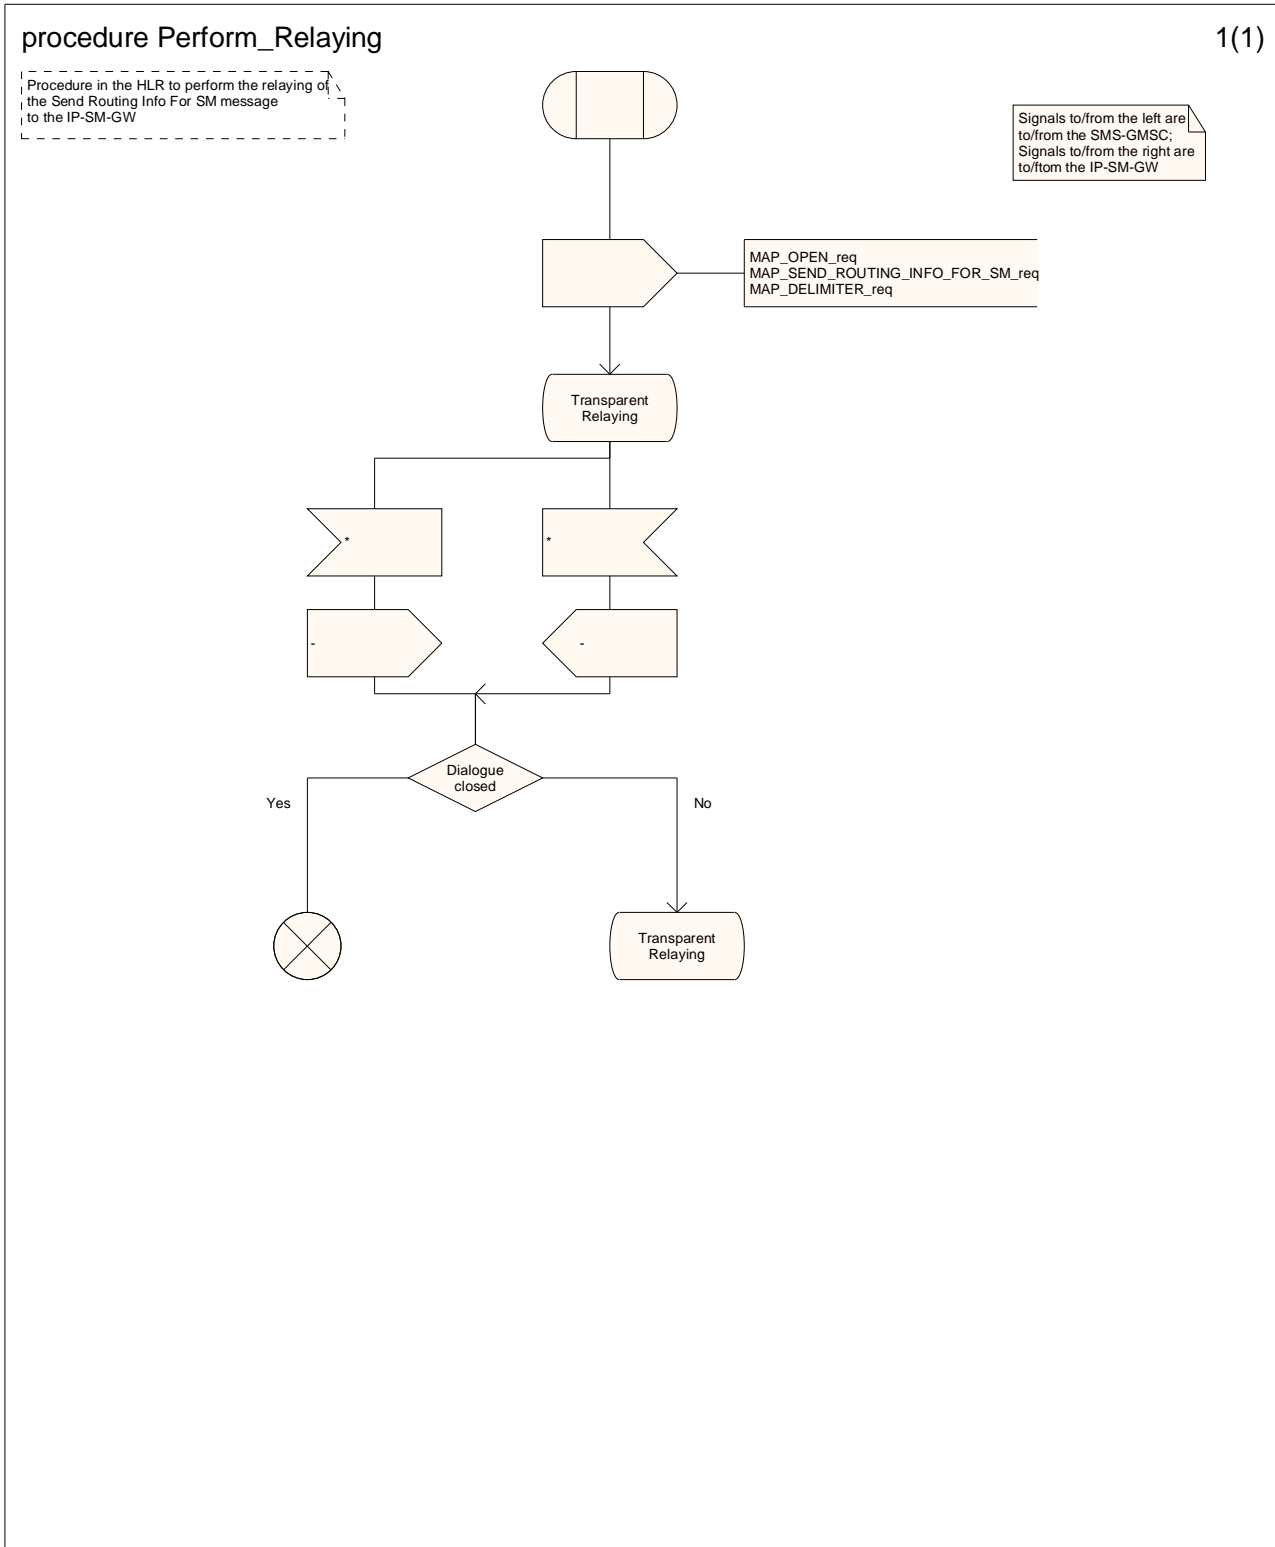 procedure Perform_Relaying
1(1)
Procedure in the HLR to perform the relaying of
the Send Routing Info For SM message
to the IP-SM-GW
Signals to/from the left are
to/from the SMS-GMSC;
Signals to/from the right are
to/ftom the IP-SM-GW
MAP_OPEN_req
MAP_SEND_ROUTING_INFO_FOR_SM_req
MAP_DELIMITER_req
Transparent
Relaying
*
*
-
-
Dialogue
closed
Yes
No
Transparent
Relaying